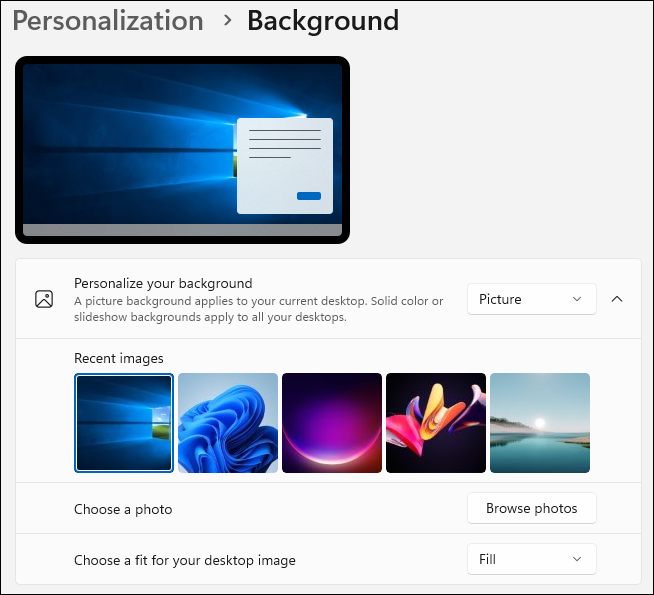 Personalization > Background
Personalize your background
A picture background applies to your current desktop. Solid color or
slideshow backgrounds apply to all your desktops.
Picture
Recent images
Choose a photo
Browse photos
Choose a fit for your desktop image
Fill